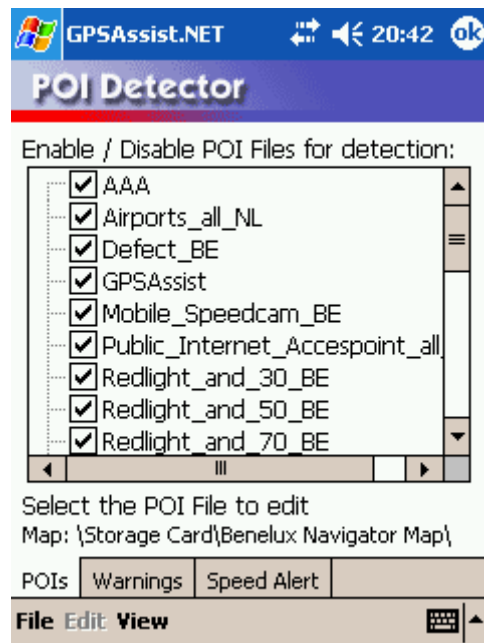 GPSAssist.NET 20:42 ok
POI Detector
Enable / Disable POI Files for detection:
AAA
Airports_all_NL
Defect_BE
GPSAssist
Mobile_Speedcam_BE
Public_Internet_Accespoint_all_
Redlight_and_30_BE
Redlight_and_50_BE
Redlight_and_70_BE
Select the POI File to edit
Map: \Storage Card\Benelux Navigator Map\
POIs Warnings Speed Alert
File Edit View